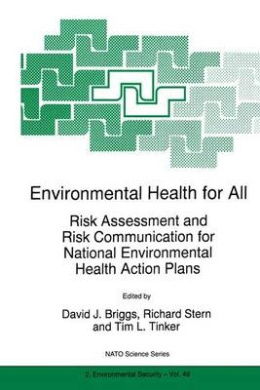 Environmental Health for All
Risk Assessment and
Risk Communication for
National Environmental
Health Action Plans
Edited by
David J. Briggs, Richard Stern
and Tim L. Tinker
NATO Science Series
2. Environmental Security – Vol. 49